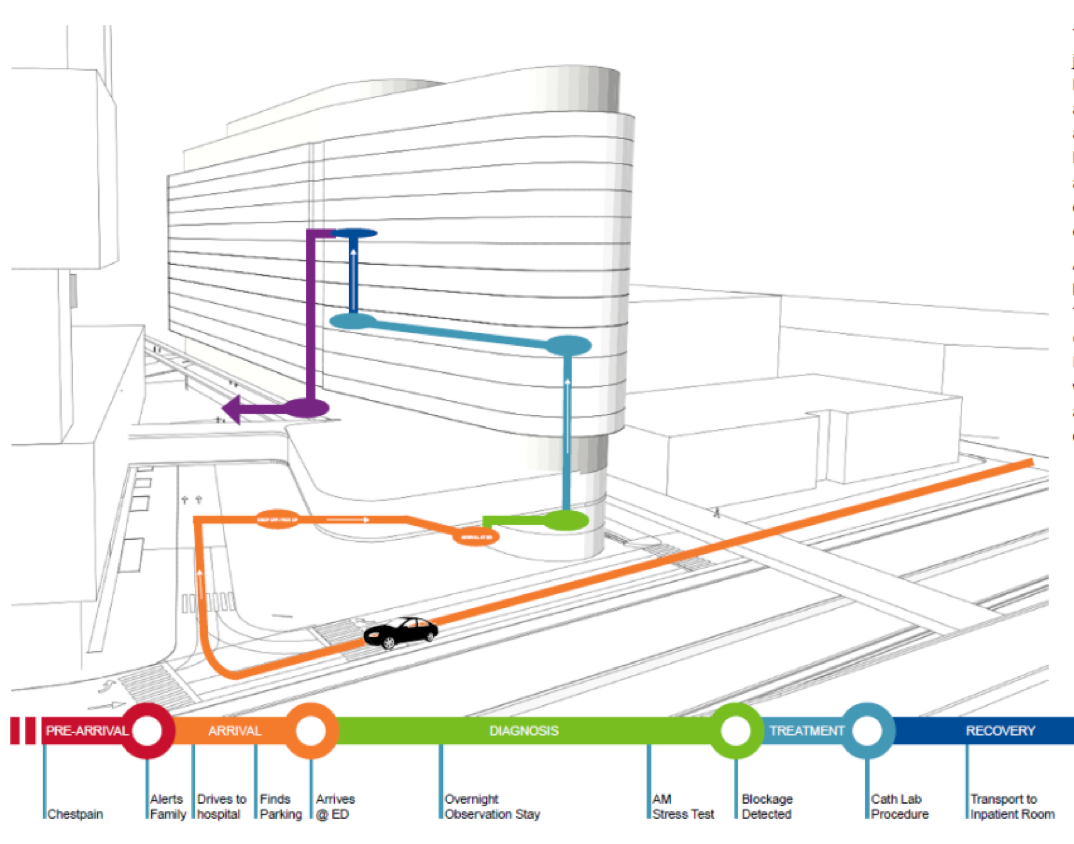 DROP OFF / PICK UP
ARRIVAL AT ED
PRE-ARRIVAL
ARRIVAL
DIAGNOSIS
TREATMENT
RECOVERY
Chestpain
Alerts
Family
Drives to
hospital
Finds
Parking
Arrives
@ ED
Overnight
Observation Stay
AM
Stress Test
Blockage
Detected
Cath Lab
Procedure
Transport to
Inpatient Room